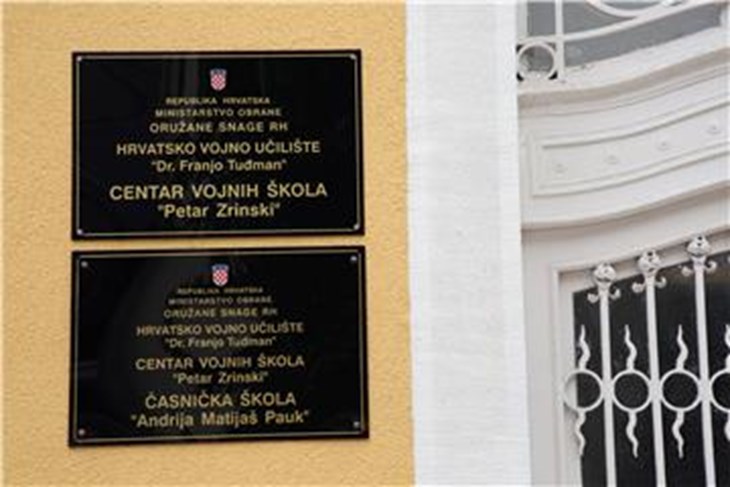 REPUBLIKA HRVATSKA
MINISTARSTVO OBRANE
ORUŽANE SNAGE RH
HRVATSKO VOJNO UČILIŠTE
"Dr. Franjo Tuđman"
CENTAR VOJNIH ŠKOLA
"Petar Zrinski"
REPUBLIKA HRVATSKA
MINISTARSTVO OBRANE
ORUŽANE SNAGE RH
HRVATSKO VOJNO UČILIŠTE
"Dr. Franjo Tuđman"
CENTAR VOJNIH ŠKOLA
"Petar Zrinski"
ČASNIČKA ŠKOLA
"Andrija Matijaš Pauk"